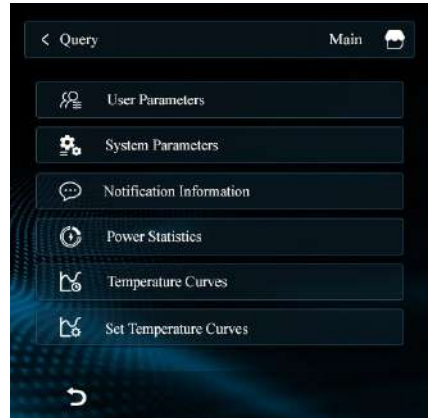 Query
Main
User Parameters
System Parameters
Notification Information
Power Statistics
Temperature Curves
Set Temperature Curves